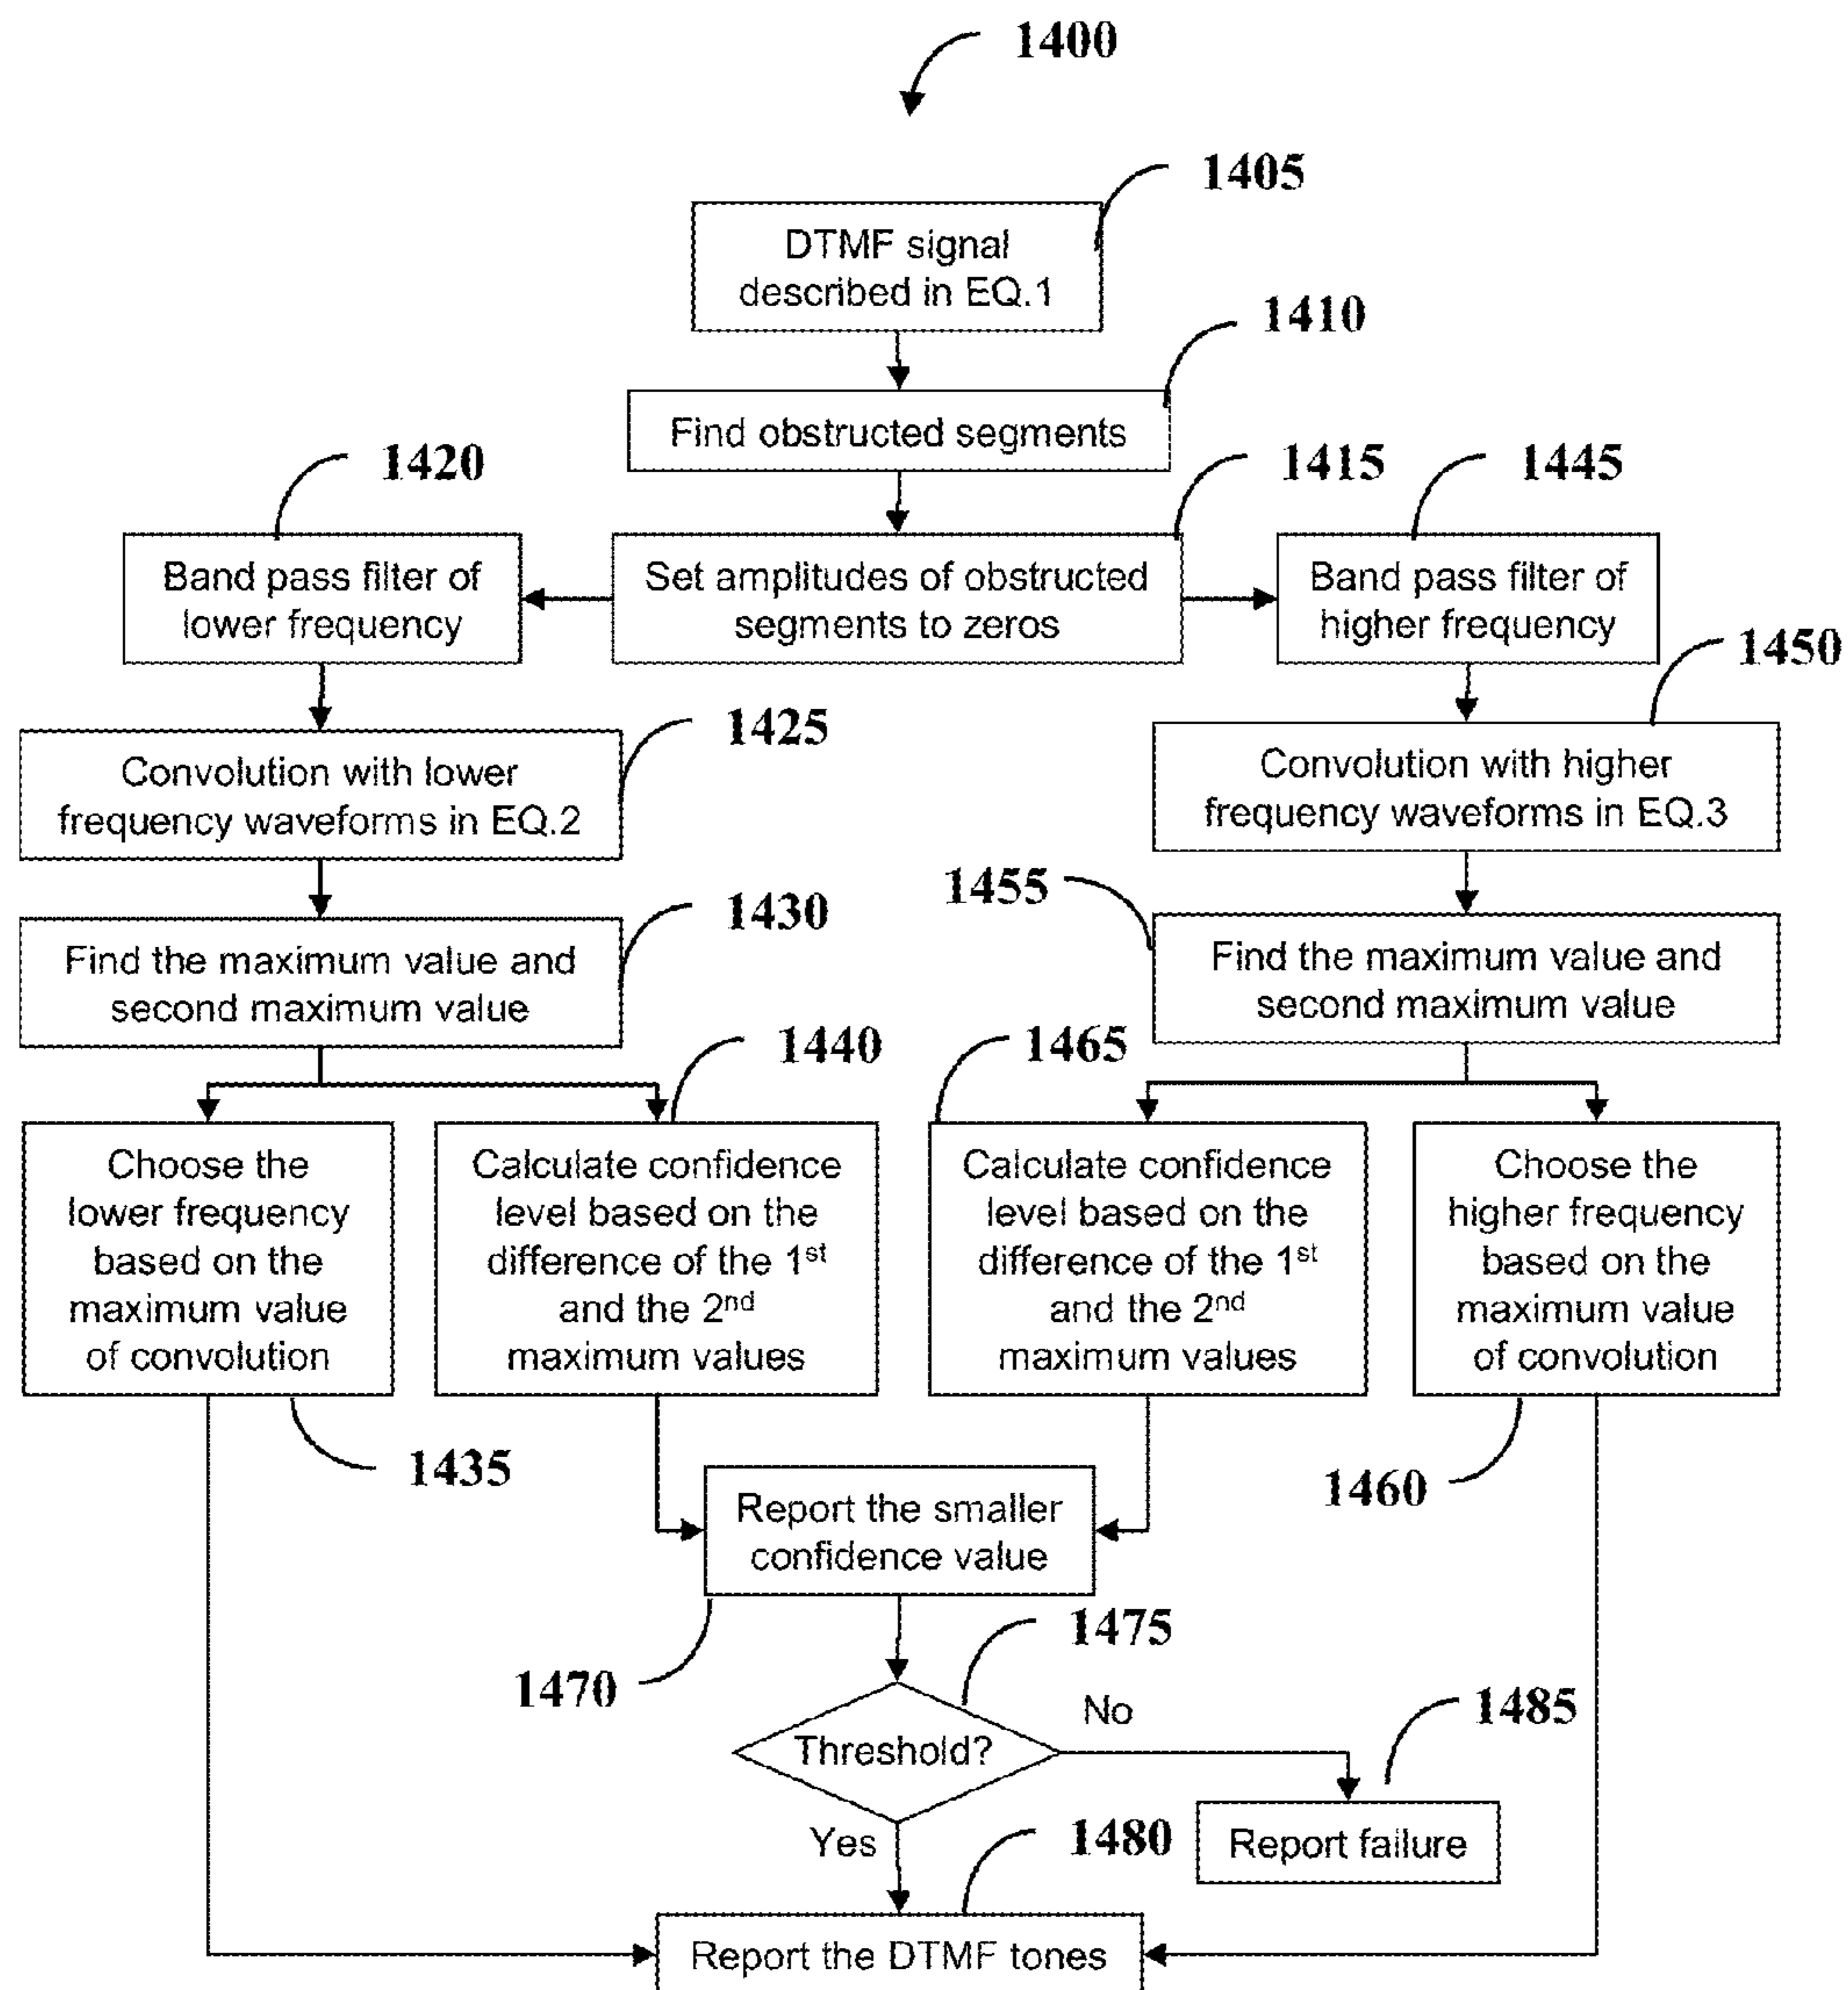 1400
1405
DTMF signal
described in EQ.1
1410
Find obstructed segments
1420
1415
1445
Band pass filter of
lower frequency
Set amplitudes of obstructed
segments to zeros
Band pass filter of
higher frequency
1450
1425
Convolution with lower
frequency waveforms in EQ.2
Convolution with higher
frequency waveforms in EQ.3
1430
1455
Find the maximum value and
second maximum value
Find the maximum value and
second maximum value
1440
1465
Choose the
lower frequency
based on the
maximum value
of convolution
Calculate confidence
level based on the
difference of the 1st
and the 2nd
maximum values
Calculate confidence
level based on the
difference of the 1st
and the 2nd
maximum values
Choose the
higher frequency
based on the
maximum value
of convolution
1435
1460
Report the smaller
confidence value
1470
1475
Threshold?
No
1485
Report failure
Yes
1480
Report the DTMF tones